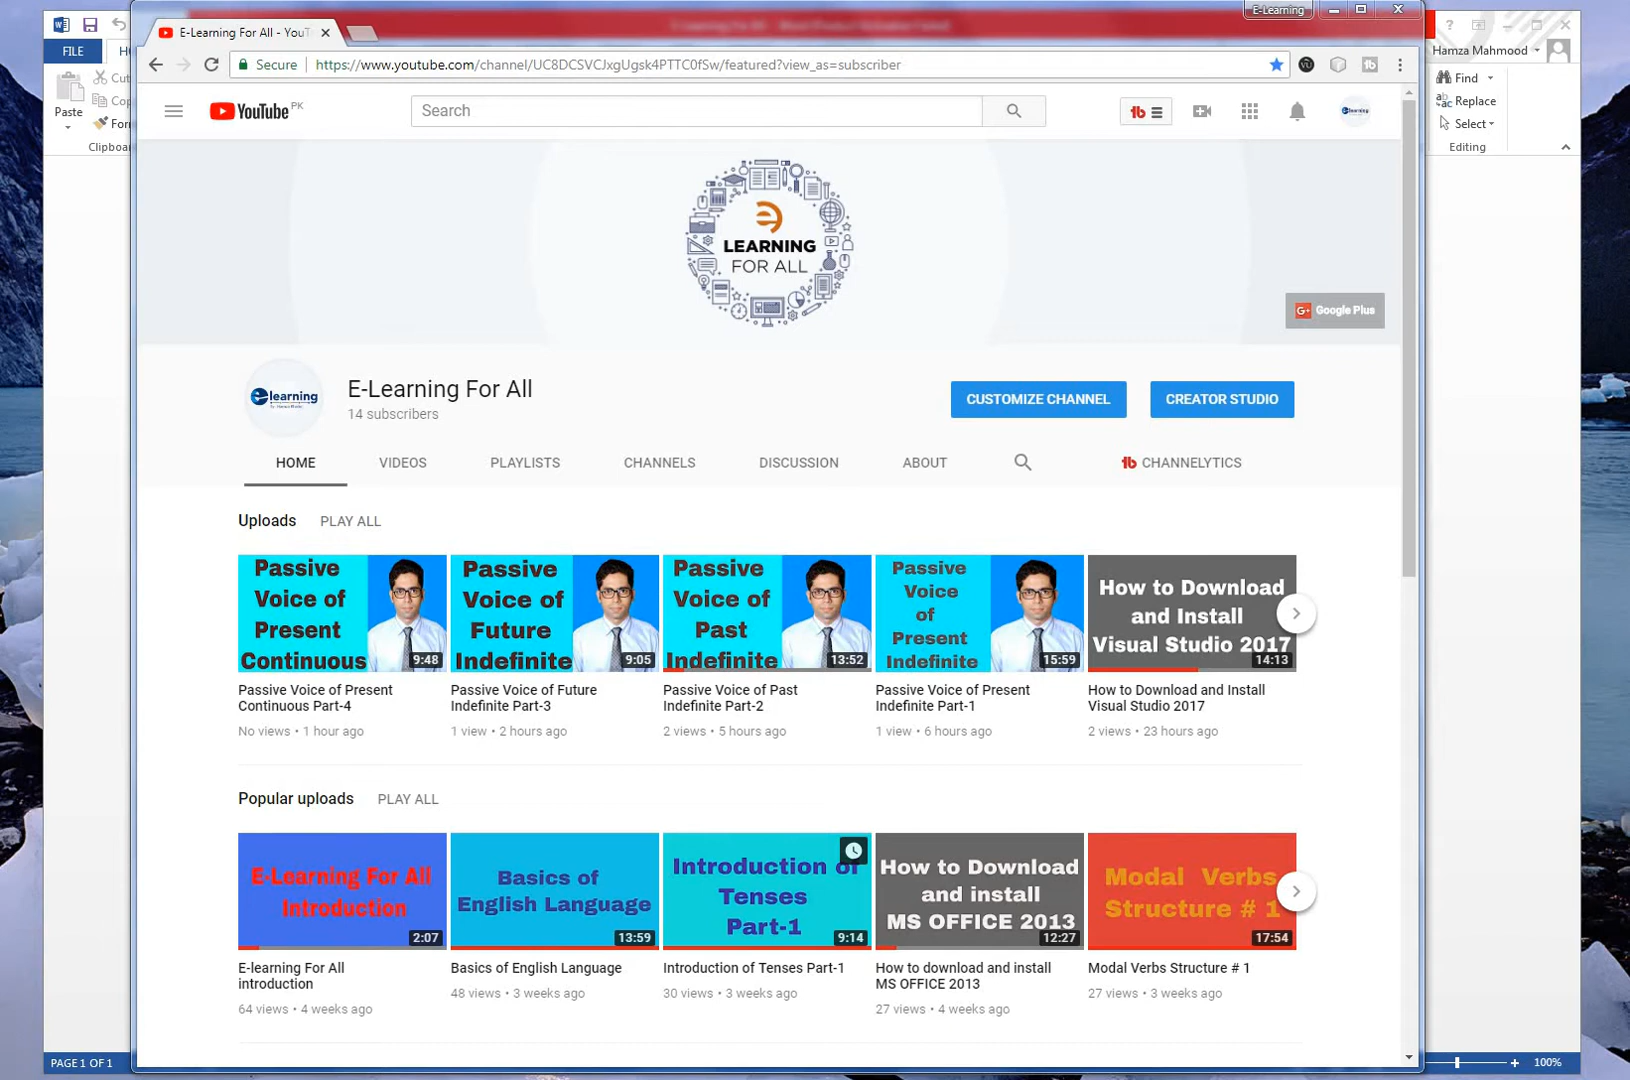 E-Learning
E-Learning For All - YouT
FILE
Hamza Mahmood
Secure https://www.youtube.com/channel/UC8DCSVCJxgUgsk4PTTC0fSw/featured?view_as=subscriber
Cut
Find
Paste
Replace
Select
Clipboar
Editing
YouTube PK
Search
LEARNING
FOR ALL
Google Plus
elearning
E-Learning For All
14 subscribers
CUSTOMIZE CHANNEL
CREATOR STUDIO
HOME VIDEOS PLAYLISTS CHANNELS DISCUSSION ABOUT CHANNELYTICS
Uploads PLAY ALL
Passive
Voice of
Present
Continuous
9:48
Passive
Voice of
Future
Indefinite
9:05
Passive
Voice of
Past
Indefinite
13:52
Passive
Voice
of
Present
Indefinite
15:59
How to Download
and Install
Visual Studio 2017
14:13
Passive Voice of Present
Continuous Part-4
No views • 1 hour ago
Passive Voice of Future
Indefinite Part-3
1 view • 2 hours ago
Passive Voice of Past
Indefinite Part-2
2 views • 5 hours ago
Passive Voice of Present
Indefinite Part-1
1 view • 6 hours ago
How to Download and Install
Visual Studio 2017
2 views • 23 hours ago
Popular uploads PLAY ALL
E-Learning For All
Introduction
2:07
Basics of
English Language
13:59
Introduction of
Tenses
Part-1
9:14
How to Download
and install
MS OFFICE 2013
12:27
Modal Verbs
Structure # 1
17:54
E-learning For All
introduction
64 views • 4 weeks ago
Basics of English Language
48 views • 3 weeks ago
Introduction of Tenses Part-1
30 views • 3 weeks ago
How to download and install
MS OFFICE 2013
27 views • 4 weeks ago
Modal Verbs Structure # 1
27 views • 3 weeks ago
PAGE 1 OF 1
100%